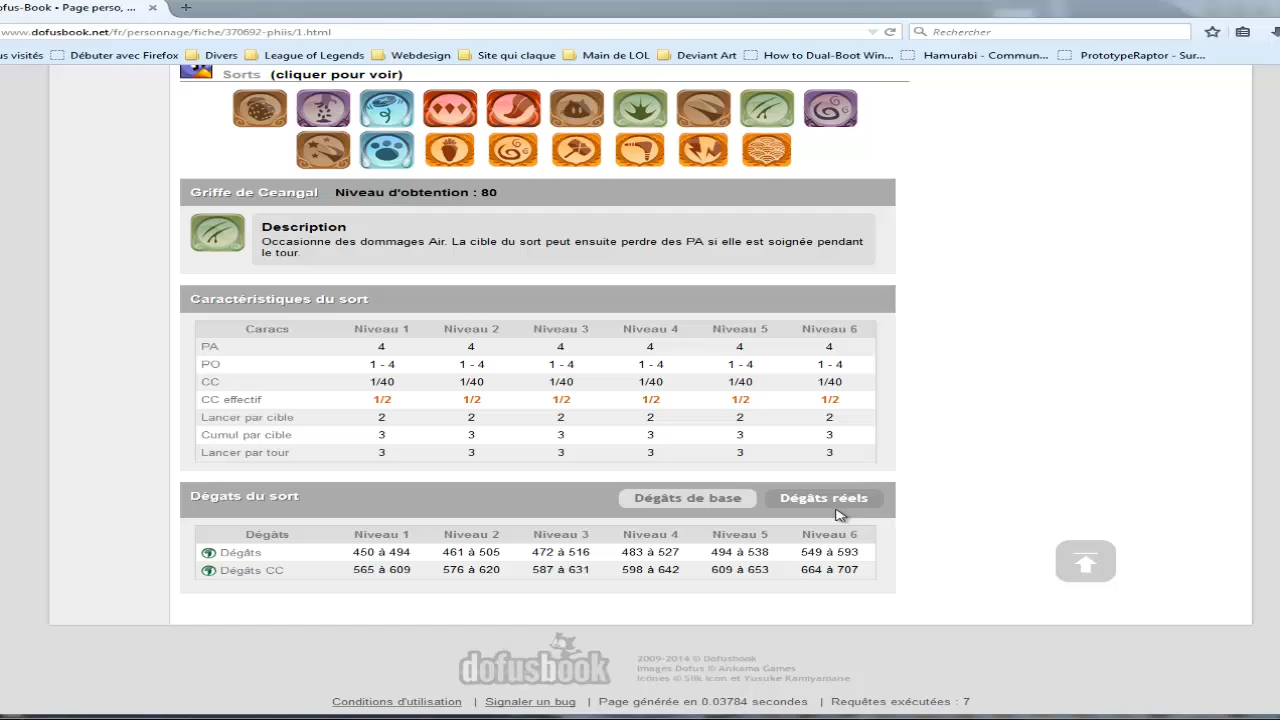 ofus-Book • Page perso, ... × +
www.dofusbook.net/fr/personnage/fiche/370692-phiis/1.html Rechercher
us visités Débuter avec Firefox Divers League of Legends Webdesign Site qui claque Main du LOL Deviant Art How to Dual-Boot Win... Hamurabi - Commun... PrototypeRaptor - Sur...
Sorts (cliquer pour voir)
Griffe de Ceangal Niveau d'obtention : 80
Description
Occasionne des dommages Air. La cible du sort peut ensuite perdre des PA si elle est soignée pendant
le tour.
Caractéristiques du sort
Caracs Niveau 1 Niveau 2 Niveau 3 Niveau 4 Niveau 5 Niveau 6
PA 4 4 4 4 4 4
PO 1 - 4 1 - 4 1 - 4 1 - 4 1 - 4 1 - 4
CC 1/40 1/40 1/40 1/40 1/40 1/40
CC effectif 1/2 1/2 1/2 1/2 1/2 1/2
Lancer par cible 2 2 2 2 2 2
Cumul par cible 3 3 3 3 3 3
Lancer par tour 3 3 3 3 3 3
Dégats du sort Dégâts de base Dégâts réels
Dégâts Niveau 1 Niveau 2 Niveau 3 Niveau 4 Niveau 5 Niveau 6
Dégâts 450 à 494 461 à 505 472 à 516 483 à 527 494 à 538 549 à 593
Dégâts CC 565 à 609 576 à 620 587 à 631 598 à 642 609 à 653 664 à 707
dofusbook
2009-2014 © Dofusbook
Images Dofus © Ankama Games
Icônes © Silk Icon et Yusuke Kamiyamane
Conditions d'utilisation | Signaler un bug | Page générée en 0.03784 secondes | Requêtes exécutées : 7